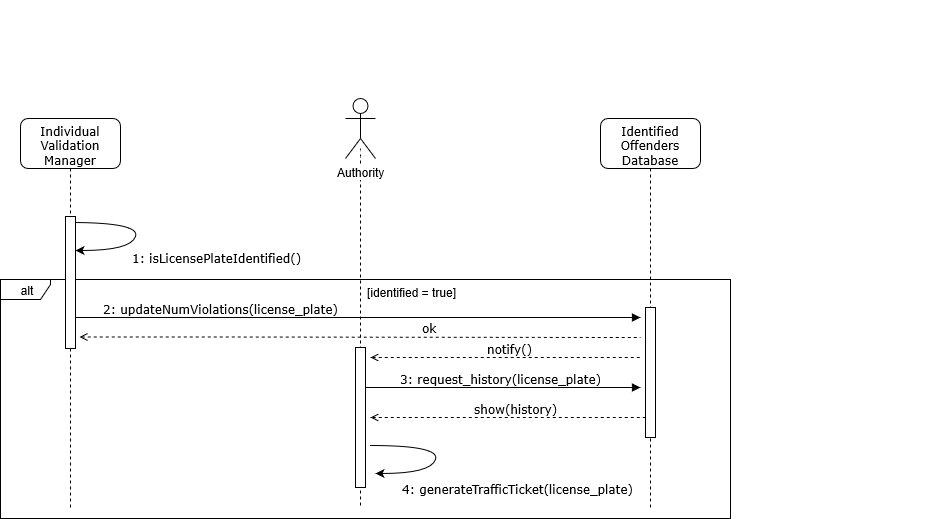 Individual
Validation
Manager
Authority
Identified
Offenders
Database
1: isLicensePlateIdentified()
alt
[identified = true]
2: updateNumViolations(license_plate)
ok
notify()
3: request_history(license_plate)
show(history)
4: generateTrafficTicket(license_plate)